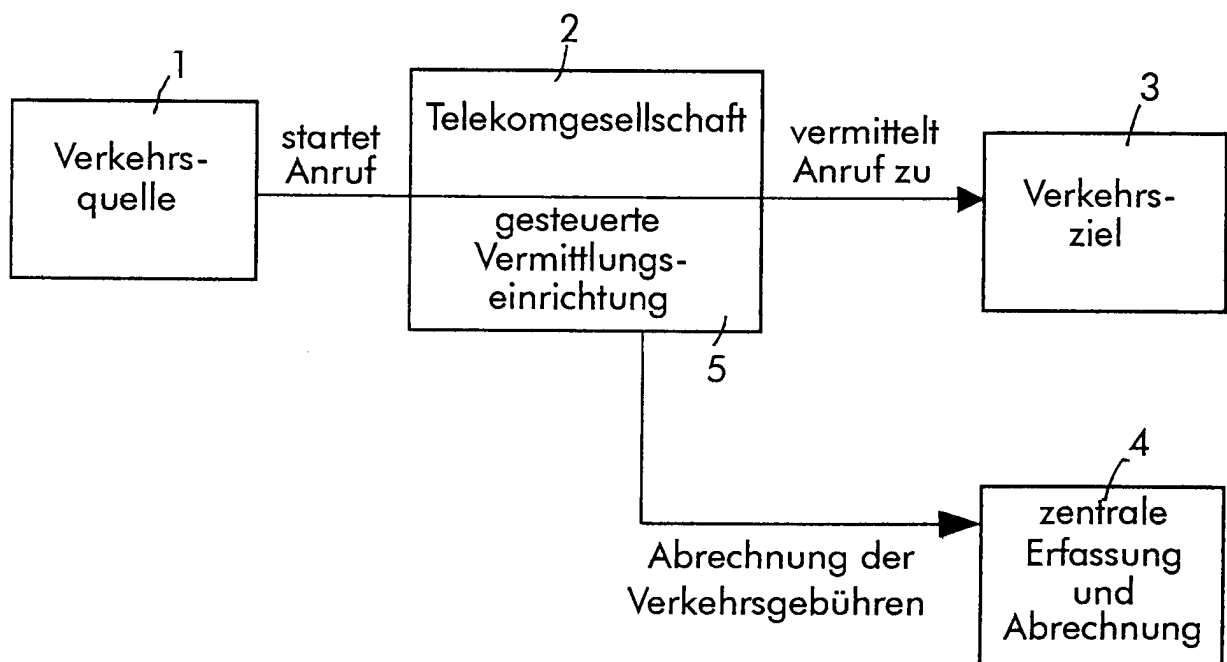 1
Verkehrs-
quelle
startet
Anruf
2
Telekomgesellschaft
gesteuerte
Vermittlungs-
einrichtung
5
vermittelt
Anruf zu
3
Verkehrs-
ziel
Abrechnung der
Verkehrsgebühren
4
zentrale
Erfassung
und
Abrechnung